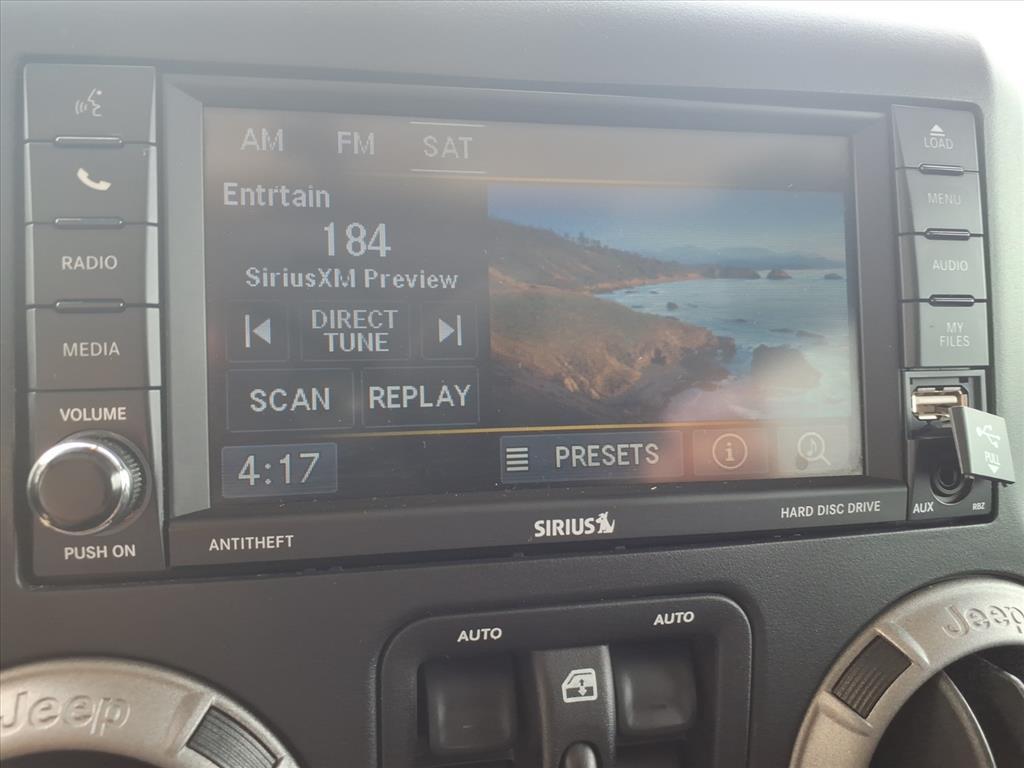 AM FM SAT
LOAD
Entrtain
MENU
184
RADIO
AUDIO
SiriusXM Preview
DIRECT
TUNE
MY
FILES
MEDIA
SCAN REPLAY
VOLUME
PULL
4:17
PRESETS
i
AUX RBZ
HARD DISC DRIVE
SIRIUS
PUSH ON
ANTITHEFT
AUTO AUTO
Jeep
Jeep